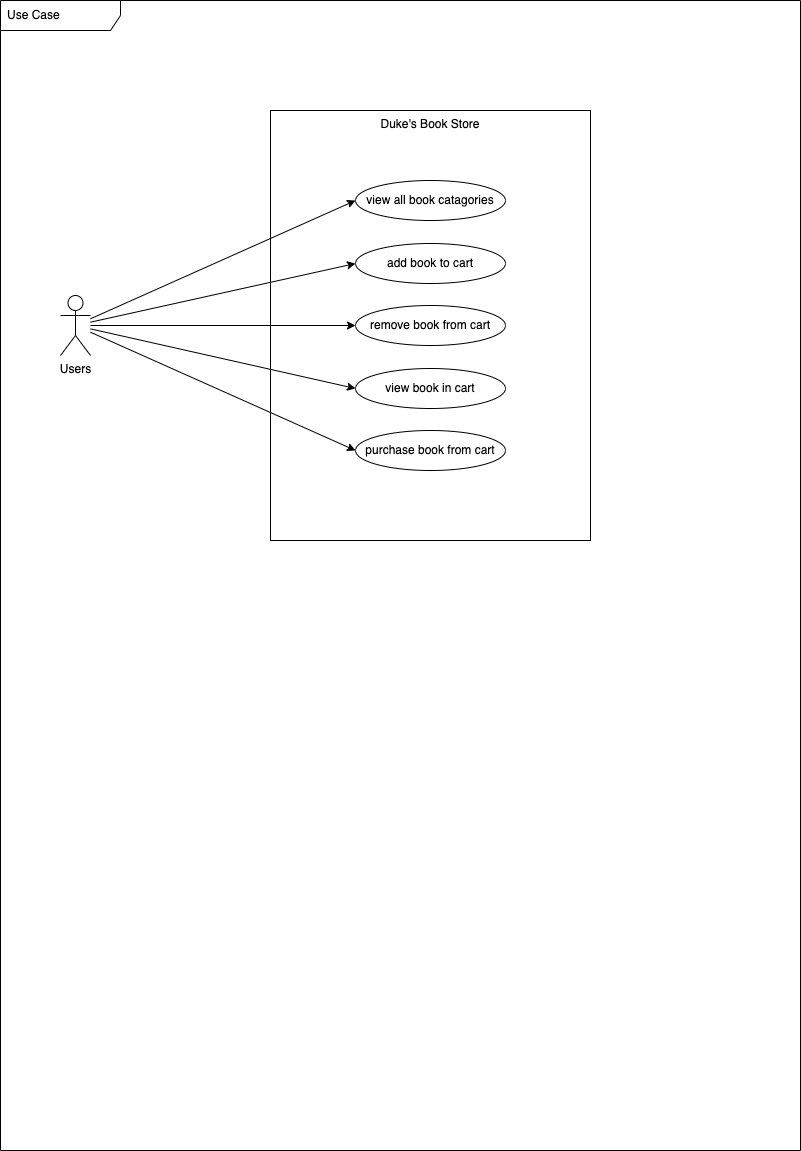 Use Case
Duke's Book Store
view all book catagories
add book to cart
remove book from cart
view book in cart
purchase book from cart
Users